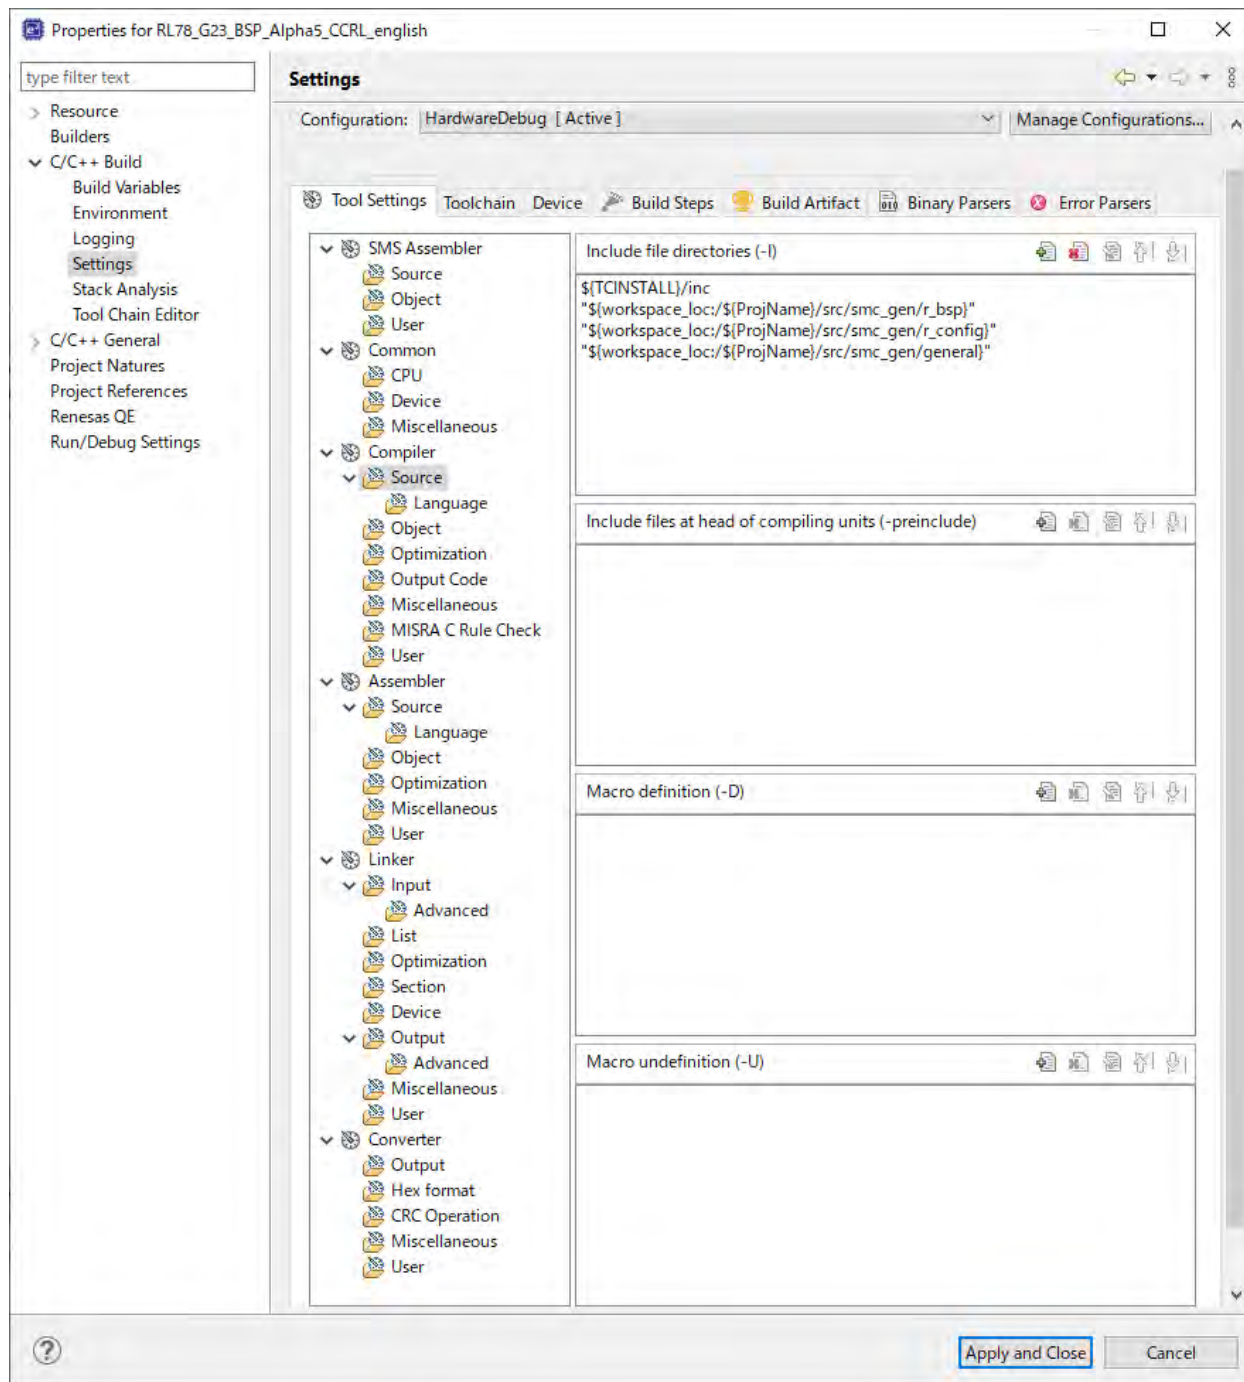 Properties for RL78_G23_BSP_Alpha5_CCRL_english
type filter text
Resource
Builders
C/C++ Build
Build Variables
Environment
Logging
Settings
Stack Analysis
Tool Chain Editor
C/C++ General
Project Natures
Project References
Renesas QE
Run/Debug Settings
Settings
Configuration: HardwareDebug [ Active ] Manage Configurations...
Tool Settings Toolchain Device Build Steps Build Artifact Binary Parsers Error Parsers
SMS Assembler
Source
Object
User
Common
CPU
Device
Miscellaneous
Compiler
Source
Language
Object
Optimization
Output Code
Miscellaneous
MISRA C Rule Check
User
Assembler
Source
Language
Object
Optimization
Miscellaneous
User
Linker
Input
Advanced
List
Optimization
Section
Device
Output
Advanced
Miscellaneous
User
Converter
Output
Hex format
CRC Operation
Miscellaneous
User
Include file directories (-I)
${TCINSTALL}/inc
"${workspace_loc:/${ProjName}/src/smc_gen/r_bsp}"
"${workspace_loc:/${ProjName}/src/smc_gen/r_config}"
"${workspace_loc:/${ProjName}/src/smc_gen/general}"
Include files at head of compiling units (-preinclude)
Macro definition (-D)
Macro undefinition (-U)
Apply and Close Cancel